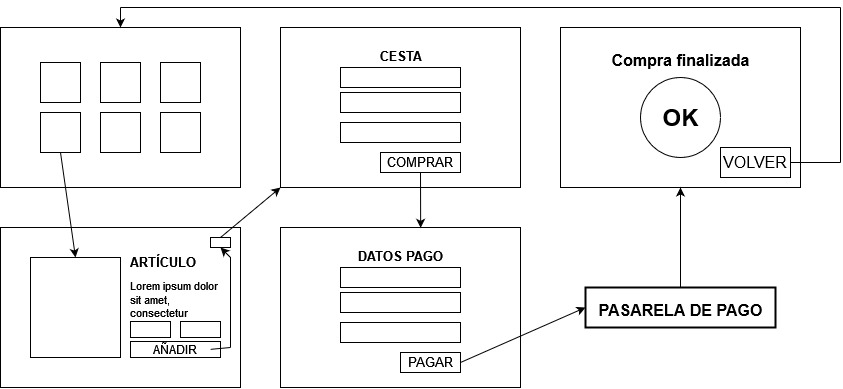 CESTA
COMPRAR
Compra finalizada
OK
VOLVER
ARTÍCULO
Lorem ipsum dolor
sit amet,
consectetur
AÑADIR
DATOS PAGO
PAGAR
PASARELA DE PAGO